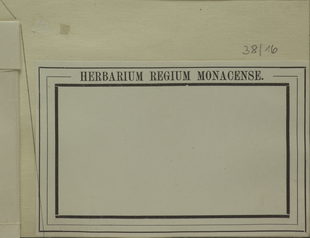 38/16
HERBARIUM REGIUM MONACENSE.